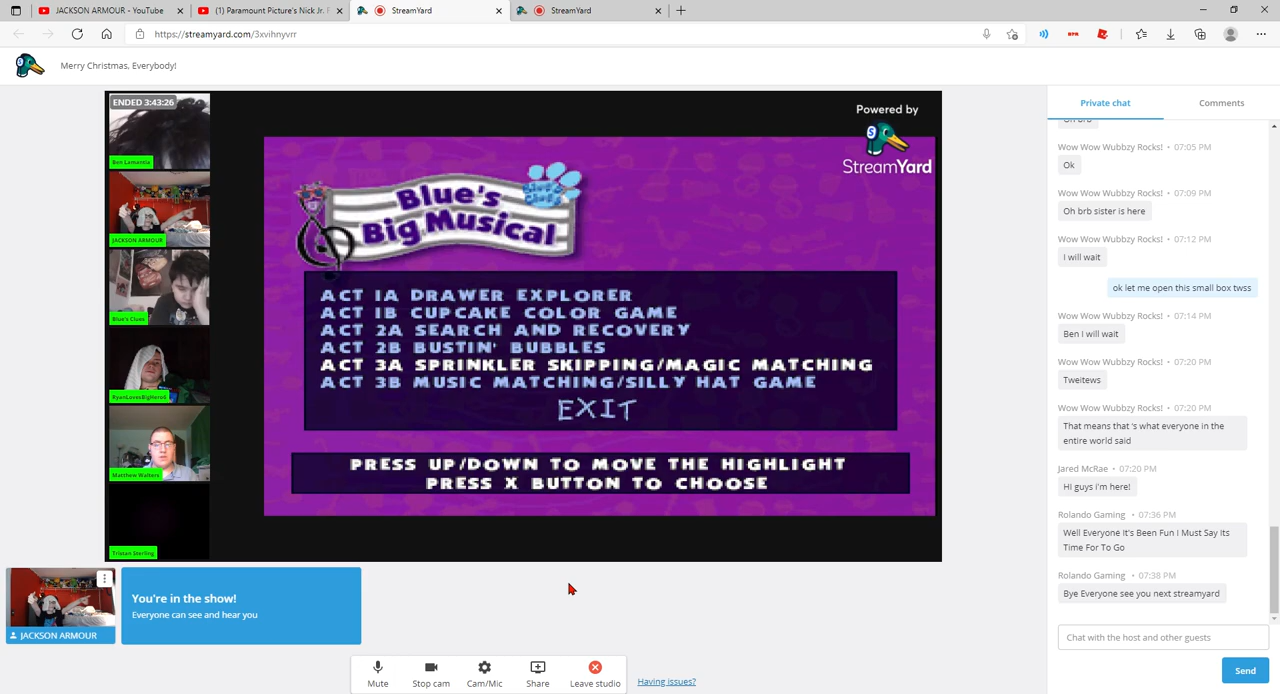 JACKSON ARMOUR - YouTube
(1) Paramount Picture's Nick Jr. F
StreamYard
StreamYard
https://streamyard.com/3xvihnyvrr
Merry Christmas, Everybody!
ENDED 3:43:26
Ben Lamantia
JACKSON ARMOUR
Blue's Clues
RyanLovesBigHero6
Matthew Walters
Tristan Sterling
Powered by
StreamYard
Blue's
Big Musical
ACT 1A DRAWER EXPLORER
ACT 1B CUPCAKE COLOR GAME
ACT 2A SEARCH AND RECOVERY
ACT 2B BUSTIN' BUBBLES
ACT 3A SPRINKLER SKIPPING/MAGIC MATCHING
ACT 3B MUSIC MATCHING/SILLY HAT GAME
EXIT
PRESS UP/DOWN TO MOVE THE HIGHLIGHT
PRESS X BUTTON TO CHOOSE
JACKSON ARMOUR
You're in the show!
Everyone can see and hear you
Mute
Stop cam
Cam/Mic
Share
Leave studio
Having issues?
Private chat
Comments
Wow Wow Wubbzy Rocks! • 07:05 PM
Ok
Wow Wow Wubbzy Rocks! • 07:09 PM
Oh brb sister is here
Wow Wow Wubbzy Rocks! • 07:12 PM
I will wait
ok let me open this small box twss
Wow Wow Wubbzy Rocks! • 07:14 PM
Ben I will wait
Wow Wow Wubbzy Rocks! • 07:20 PM
Tweitews
Wow Wow Wubbzy Rocks! • 07:20 PM
That means that 's what everyone in the
entire world said
Jared McRae • 07:20 PM
Hi guys i'm here!
Rolando Gaming • 07:36 PM
Well Everyone It's Been Fun I Must Say Its
Time For To Go
Rolando Gaming • 07:38 PM
Bye Everyone see you next streamyard
Chat with the host and other guests
Send